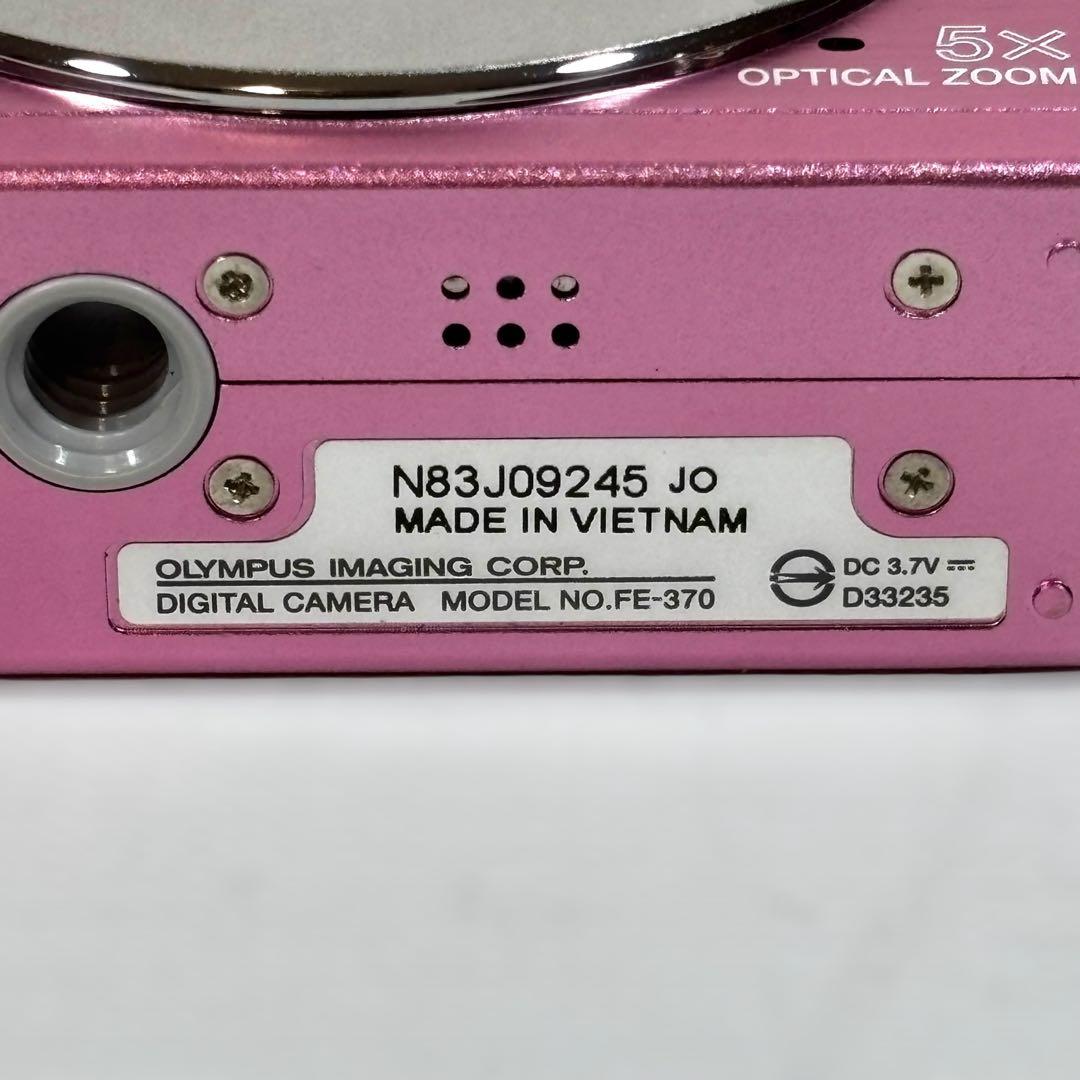 5×
OPTICAL ZOOM
N83J09245 JO
MADE IN VIETNAM
OLYMPUS IMAGING CORP.
DIGITAL CAMERA MODEL NO.FE-370
DC 3.7V ⎓
D33235